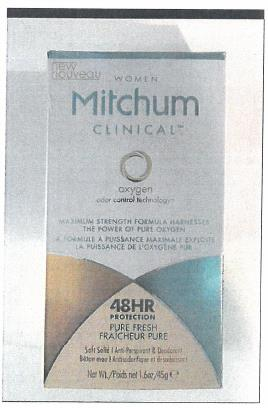 new
nouveau
WOMEN
Mitchum
CLINICAL™
oxygen
odor control technology
MAXIMUM STRENGTH FORMULA HARNESSES
THE POWER OF PURE OXYGEN
LA FORMULE À PUISSANCE MAXIMALE EXPLOITE
LA PUISSANCE DE L'OXYGÈNE PUR
48HR
PROTECTION
PURE FRESH
FRAÎCHEUR PURE
Soft Solid | Anti-Perspirant & Deodorant
Bâton mou | Antisudorifique et désodorisant
Net Wt./Poids net 1.6oz/45g ℮